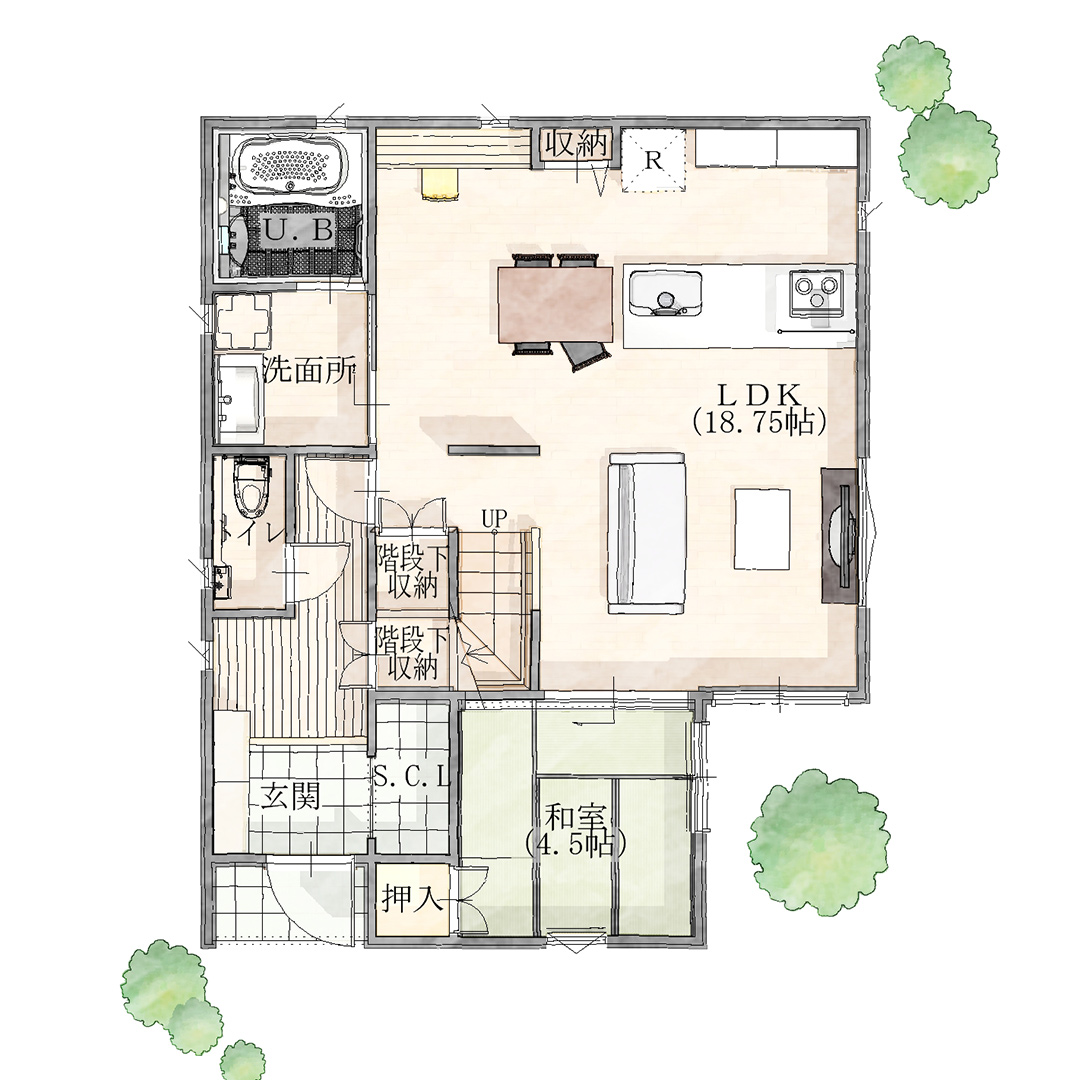 収納
R
U.B
洗面所
LDK
(18.75帖)
トイレ
UP
階段下
収納
階段下
収納
S.C.L
玄関
和室
(4.5帖)
押入